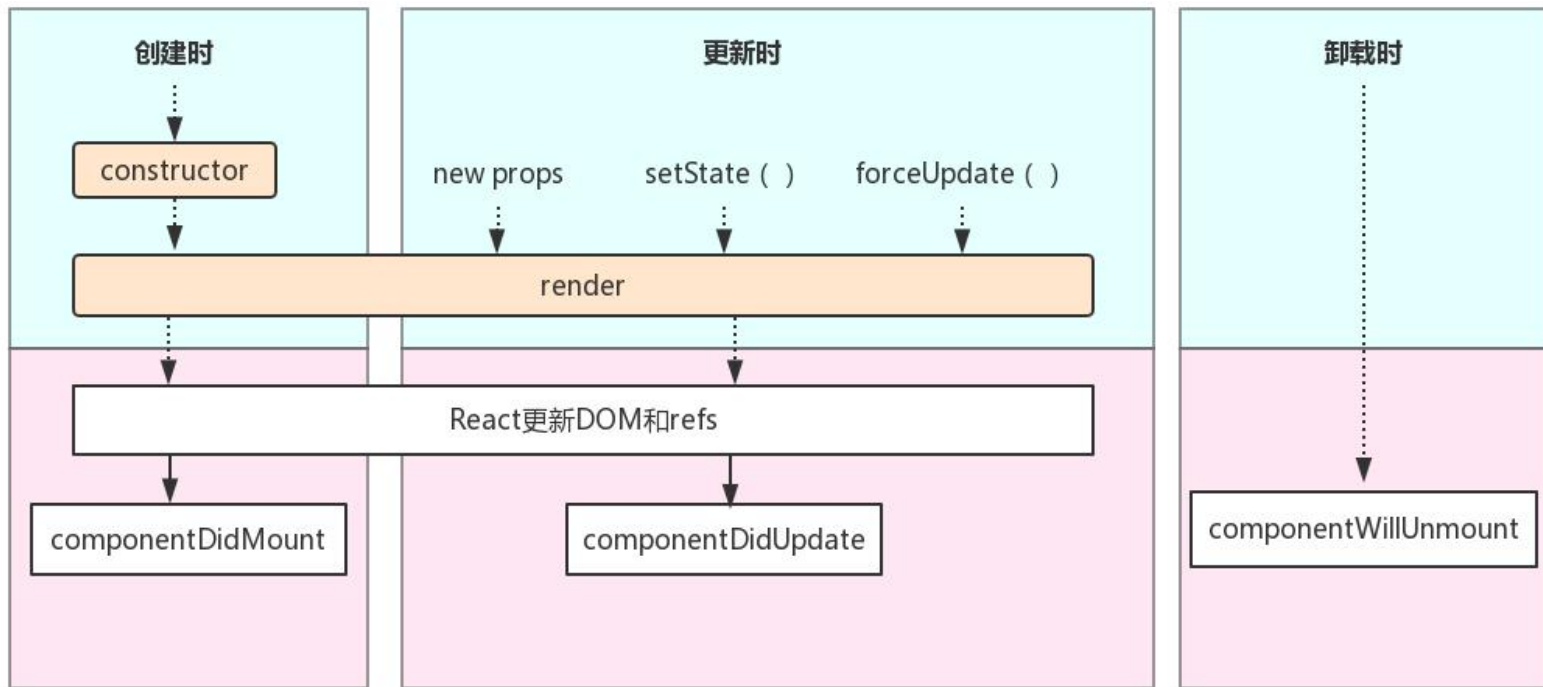 创建时
更新时
卸载时
constructor
new props
setState（ ）
forceUpdate（ ）
render
React更新DOM和refs
componentDidMount
componentDidUpdate
componentWillUnmount